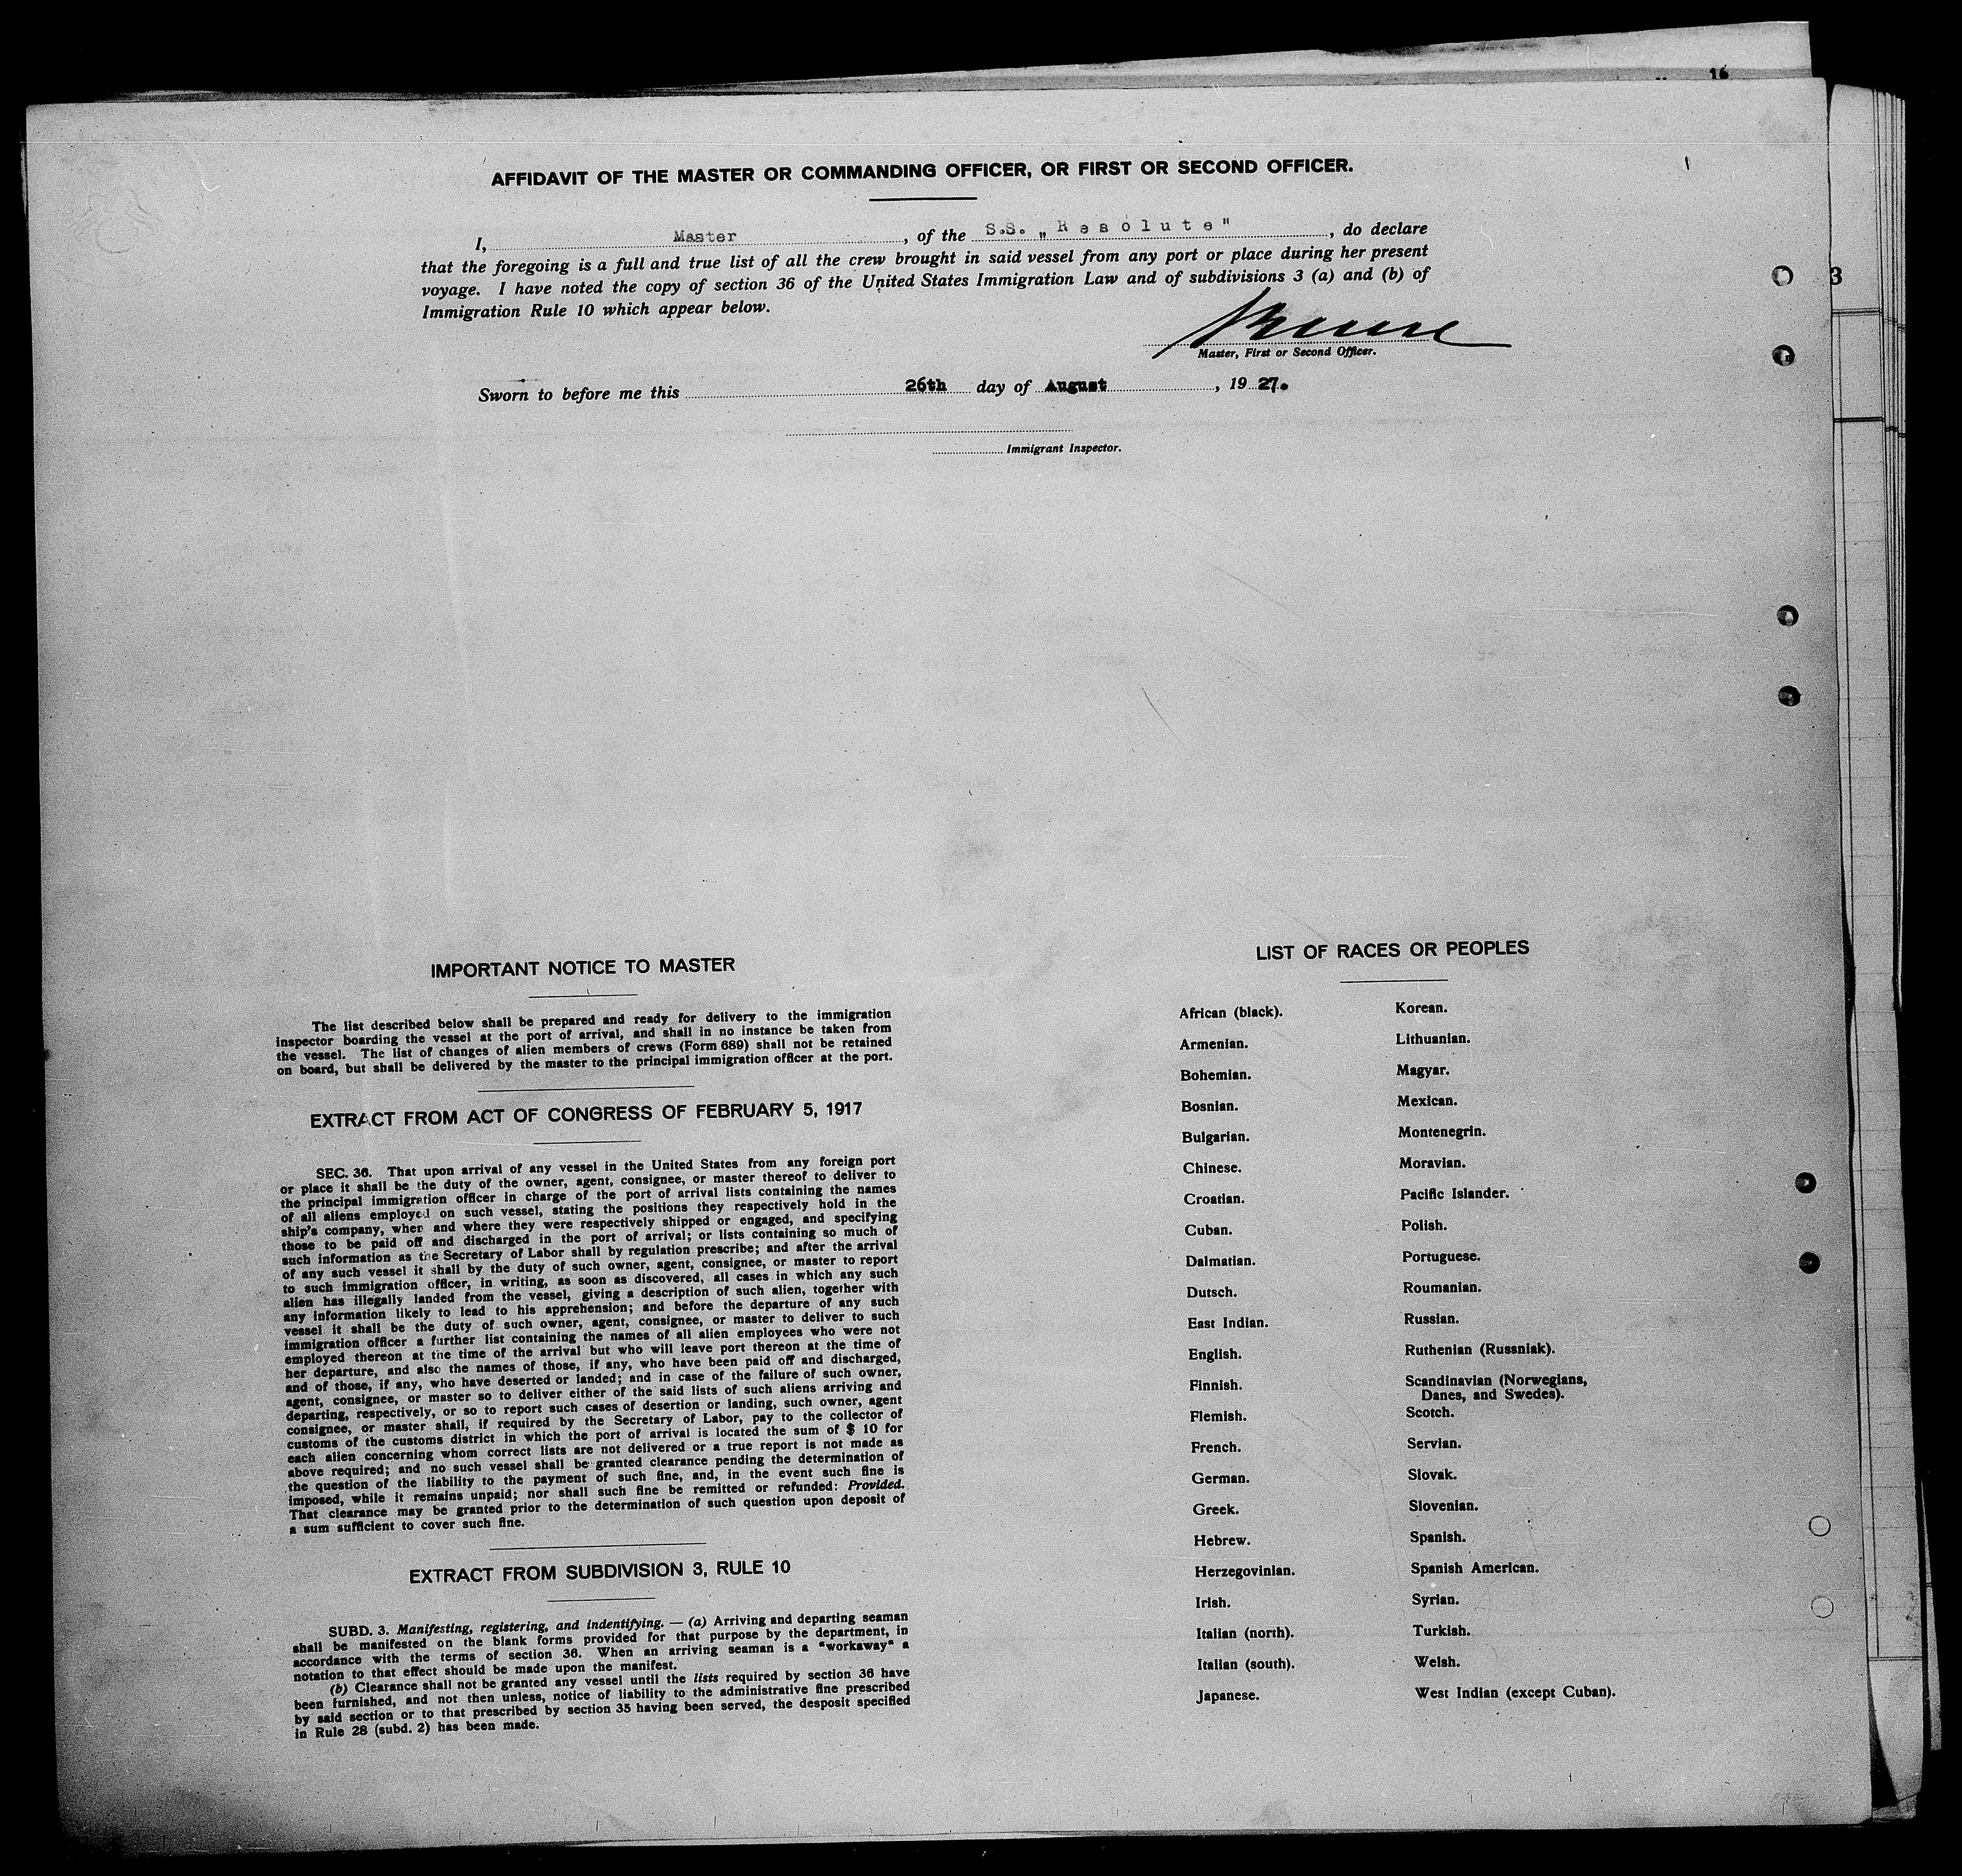 16
AFFIDAVIT OF THE MASTER OR COMMANDING OFFICER, OR FIRST OR SECOND OFFICER.
I, Master, of the S.S. „Resolute", do declare
that the foregoing is a full and true list of all the crew brought in said vessel from any port or place during her present
voyage. I have noted the copy of section 36 of the United States Immigration Law and of subdivisions 3 (a) and (b) of
Immigration Rule 10 which appear below.
Master, First or Second Officer.
Sworn to before me this 26th day of August, 1927.
Immigrant Inspector.
3
IMPORTANT NOTICE TO MASTER
The list described below shall be prepared and ready for delivery to the immigration
inspector boarding the vessel at the port of arrival, and shall in no instance be taken from
the vessel. The list of changes of alien members of crews (Form 689) shall not be retained
on board, but shall be delivered by the master to the principal immigration officer at the port.
EXTRACT FROM ACT OF CONGRESS OF FEBRUARY 5, 1917
SEC. 36. That upon arrival of any vessel in the United States from any foreign port
or place it shall be the duty of the owner, agent, consignee, or master thereof to deliver to
the principal immigration officer in charge of the port of arrival lists containing the names
of all aliens employed on such vessel, stating the positions they respectively hold in the
ship's company, when and where they were respectively shipped or engaged, and specifying
those to be paid off and discharged in the port of arrival; or lists containing so much of
such information as the Secretary of Labor shall by regulation prescribe; and after the arrival
of any such vessel it shall by the duty of such owner, agent, consignee, or master to report
to such immigration officer, in writing, as soon as discovered, all cases in which any such
alien has illegally landed from the vessel, giving a description of such alien, together with
any information likely to lead to his apprehension; and before the departure of any such
vessel it shall be the duty of such owner, agent, consignee, or master to deliver to such
immigration officer a further list containing the names of all alien employees who were not
employed thereon at the time of the arrival but who will leave port thereon at the time of
her departure, and also the names of those, if any, who have been paid off and discharged,
and of those, if any, who have deserted or landed; and in case of the failure of such owner,
agent, consignee, or master so to deliver either of the said lists of such aliens arriving and
departing, respectively, or so to report such cases of desertion or landing, such owner, agent
consignee, or master shall, if required by the Secretary of Labor, pay to the collector of
customs of the customs district in which the port of arrival is located the sum of $ 10 for
each alien concerning whom correct lists are not delivered or a true report is not made as
above required; and no such vessel shall be granted clearance pending the determination of
the question of the liability to the payment of such fine, and, in the event such fine is
imposed, while it remains unpaid; nor shall such fine be remitted or refunded: Provided.
That clearance may be granted prior to the determination of such question upon deposit of
a sum sufficient to cover such fine.
EXTRACT FROM SUBDIVISION 3, RULE 10
SUBD. 3. Manifesting, registering, and indentifying. — (a) Arriving and departing seaman
shall be manifested on the blank forms provided for that purpose by the department, in
accordance with the terms of section 36. When an arriving seaman is a "workaway" a
notation to that effect should be made upon the manifest.
(b) Clearance shall not be granted any vessel until the lists required by section 36 have
been furnished, and not then unless, notice of liability to the administrative fine prescribed
by said section or to that prescribed by section 35 having been served, the desposit specified
in Rule 28 (subd. 2) has been made.
LIST OF RACES OR PEOPLES
African (black).
Armenian.
Bohemian.
Bosnian.
Bulgarian.
Chinese.
Croatian.
Cuban.
Dalmatian.
Dutsch.
East Indian.
English.
Finnish.
Flemish.
French.
German.
Greek.
Hebrew.
Herzegovinian.
Irish.
Italian (north).
Italian (south).
Japanese.
Korean.
Lithuanian.
Magyar.
Mexican.
Montenegrin.
Moravian.
Pacific Islander.
Polish.
Portuguese.
Roumanian.
Russian.
Ruthenian (Russniak).
Scandinavian (Norwegians,
Danes, and Swedes).
Scotch.
Servian.
Slovak.
Slovenian.
Spanish.
Spanish American.
Syrian.
Turkish.
Welsh.
West Indian (except Cuban).